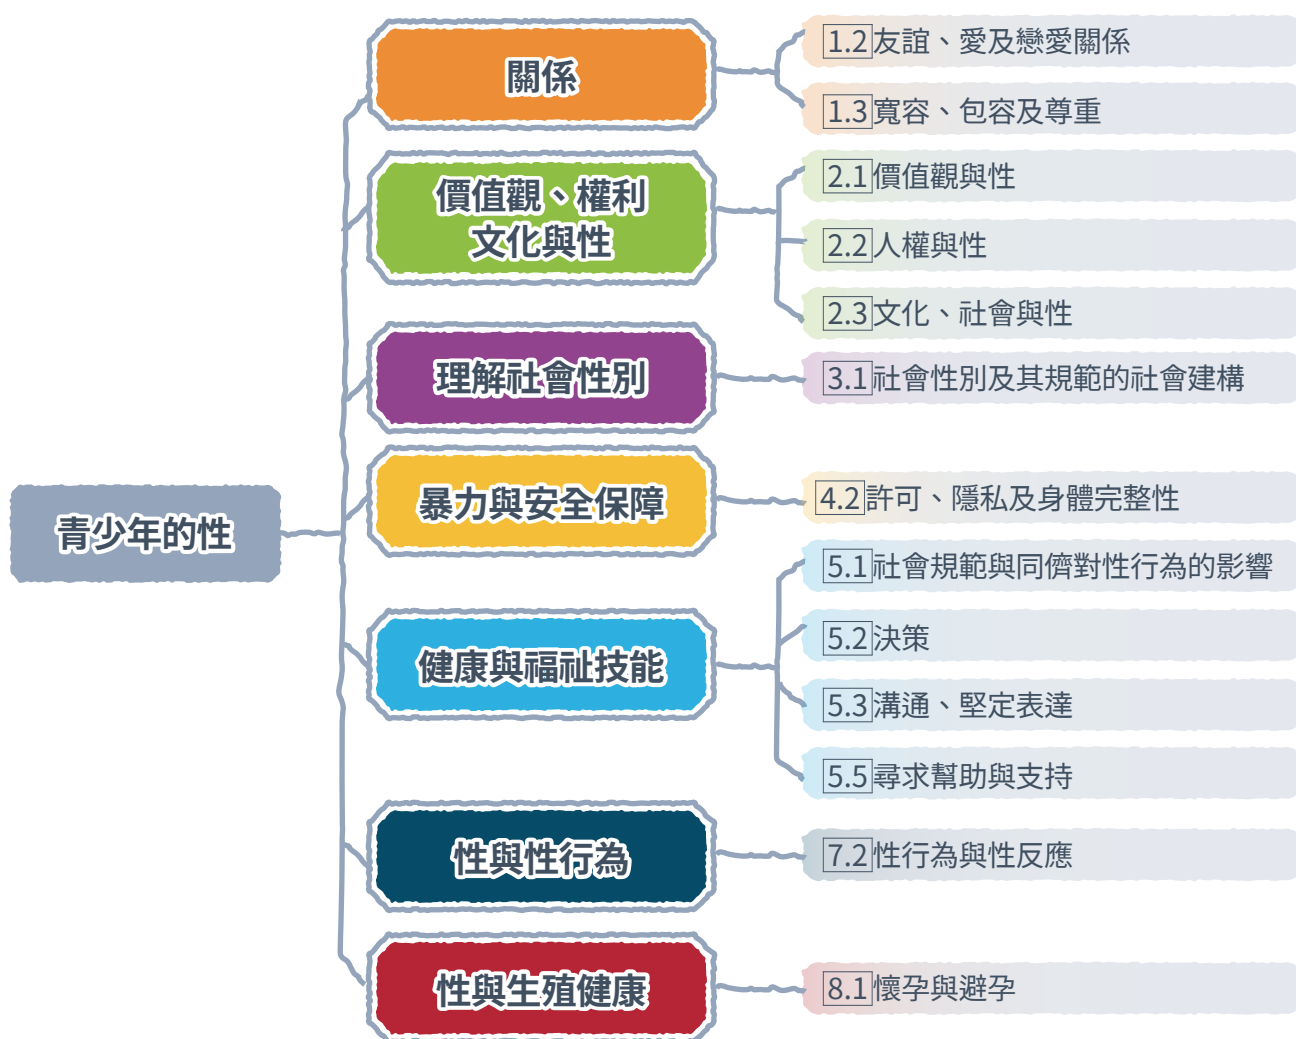 青少年的性
關係
1.2友誼、愛及戀愛關係
1.3寬容、包容及尊重
價值觀、權利
文化與性
2.1價值觀與性
2.2人權與性
2.3文化、社會與性
理解社會性別
3.1社會性別及其規範的社會建構
暴力與安全保障
4.2許可、隱私及身體完整性
健康與福祉技能
5.1社會規範與同儕對性行為的影響
5.2決策
5.3溝通、堅定表達
5.5尋求幫助與支持
性與性行為
7.2性行為與性反應
性與生殖健康
8.1懷孕與避孕